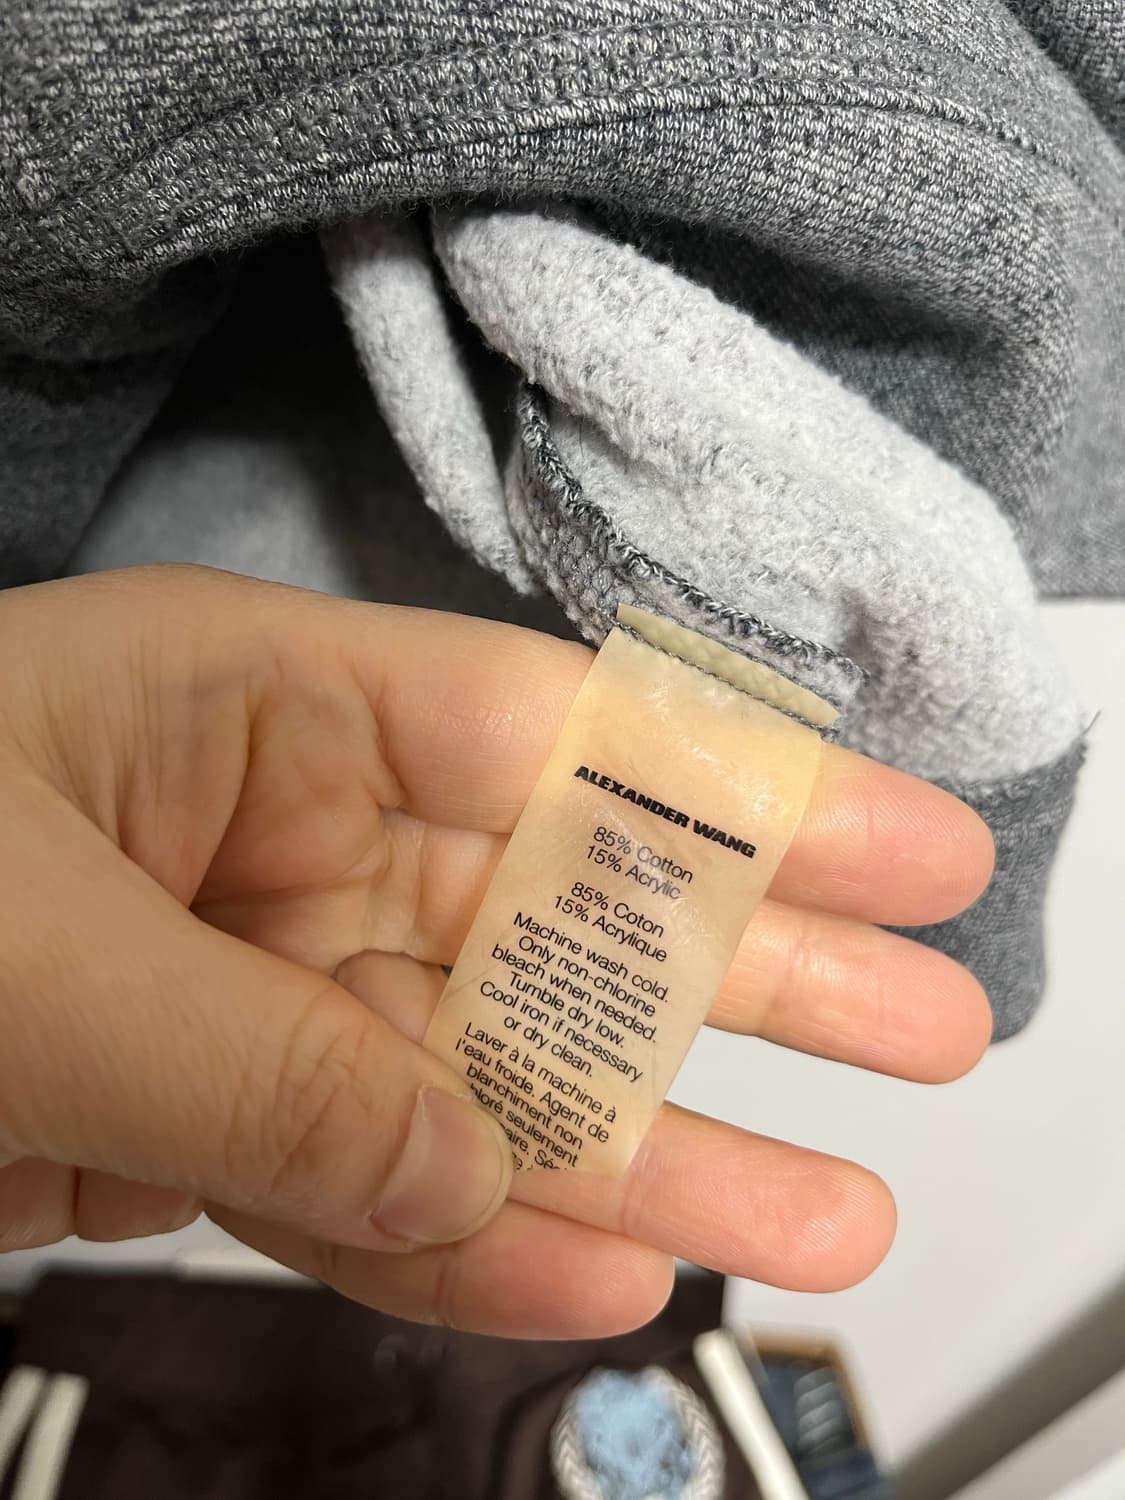 ALEXANDER WANG
85% Cotton
15% Acrylic
85% Coton
15% Acrylique
Machine wash cold.
Only non-chlorine
bleach when needed.
Tumble dry low.
Cool iron if necessary
or dry clean.
Laver à la machine à
l'eau froide. Agent de
blanchiment non
seulement